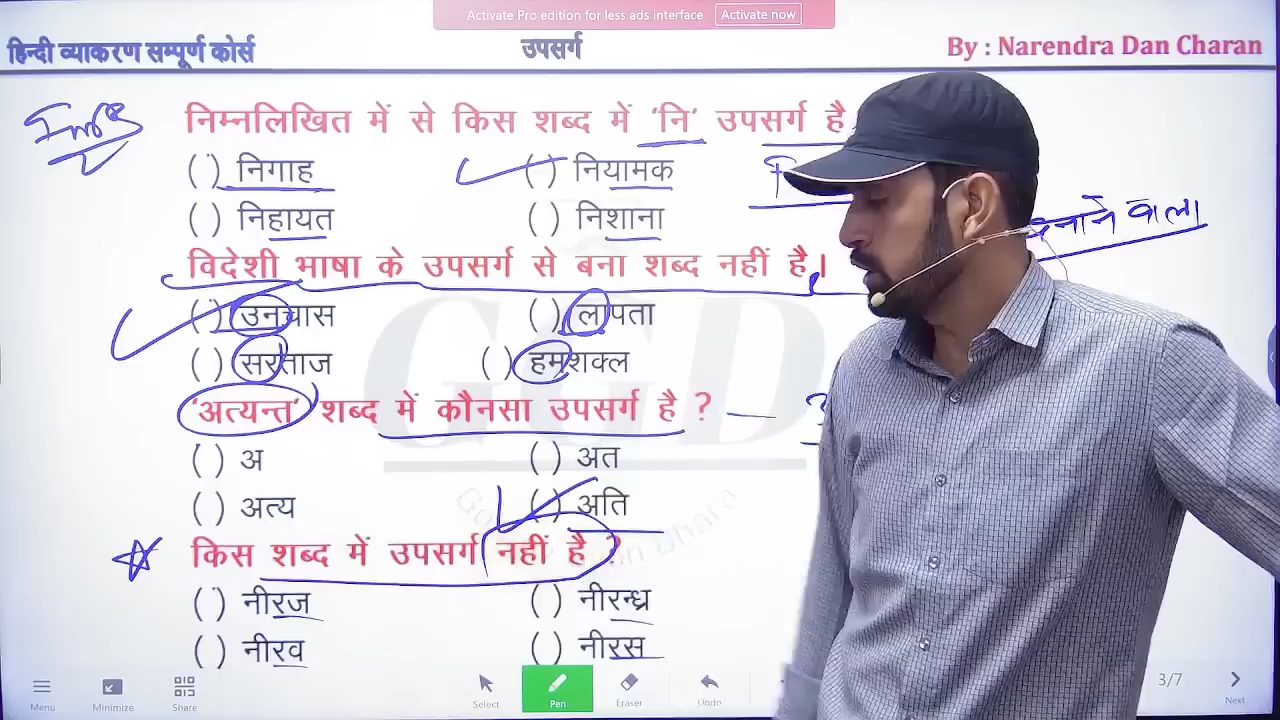 Activate Pro edition for less ads interface Activate now
हिन्दी व्याकरण सम्पूर्ण कोर्स उपसर्ग By : Narendra Dan Charan
निम्नलिखित में से किस शब्द में 'नि' उपसर्ग है
( ) निगाह ( ) नियामक
( ) निहायत ( ) निशाना
वाला
विदेशी भाषा के उपसर्ग से बना शब्द नहीं है।
( ) उनचास ( ) लापता
( ) सरताज ( ) हमशक्ल
'अत्यन्त' शब्द में कौनसा उपसर्ग है ?
( ) अ ( ) अत
( ) अत्य ( ) अति
किस शब्द में उपसर्ग नहीं है ?
( ) नीरज ( ) नीरन्ध्र
( ) नीरव ( ) नीरस
GGD
Menu Minimize Share Select Pen Eraser Undo 3/7 Next